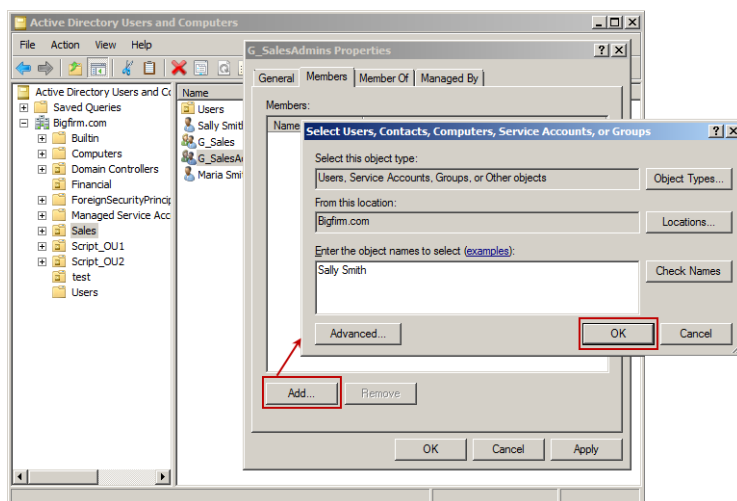 Active Directory Users and Computers
File Action View Help
Active Directory Users and Co
Saved Queries
Bigfirm.com
Builtin
Computers
Domain Controllers
Financial
ForeignSecurityPrincip
Managed Service Acc
Sales
Script_OU1
Script_OU2
test
Users
Name
Users
Sally Smit
G_Sales
G_SalesAd
Maria Smi
G_SalesAdmins Properties
General Members Member Of Managed By
Members:
Name
Select Users, Contacts, Computers, Service Accounts, or Groups
Select this object type:
Users, Service Accounts, Groups, or Other objects
Object Types...
From this location:
Bigfirm.com
Locations...
Enter the object names to select (examples):
Sally Smith
Check Names
Advanced...
OK
Cancel
Add...
Remove
OK
Cancel
Apply